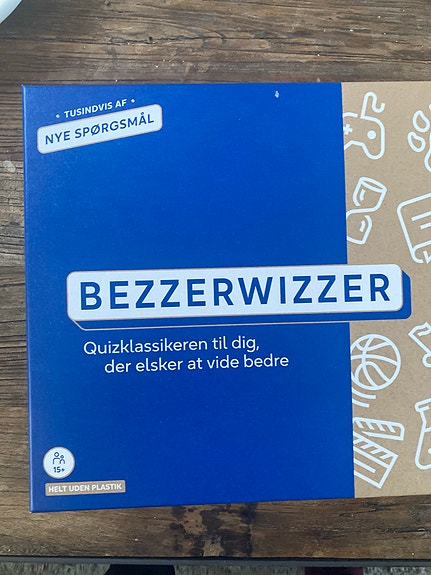 • TUSINDVIS AF •
NYE SPØRGSMÅL
BEZZERWIZZER
Quizklassikeren til dig,
der elsker at vide bedre
15+
HELT UDEN PLASTIK